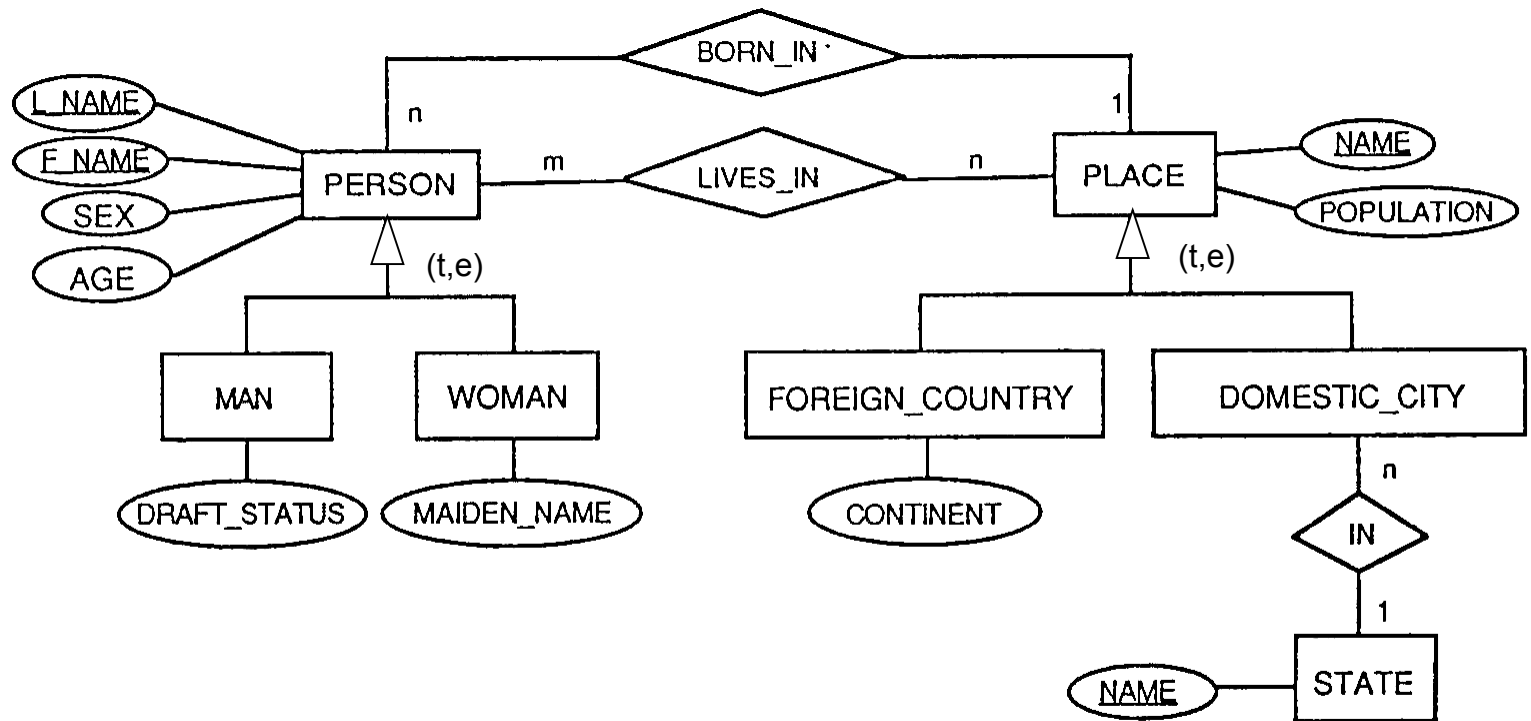 BORN_IN
n
1
L_NAME
F_NAME
SEX
AGE
PERSON
m
LIVES_IN
n
PLACE
NAME
POPULATION
(t,e)
(t,e)
MAN
WOMAN
FOREIGN_COUNTRY
DOMESTIC_CITY
DRAFT_STATUS
MAIDEN_NAME
CONTINENT
n
IN
1
NAME
STATE